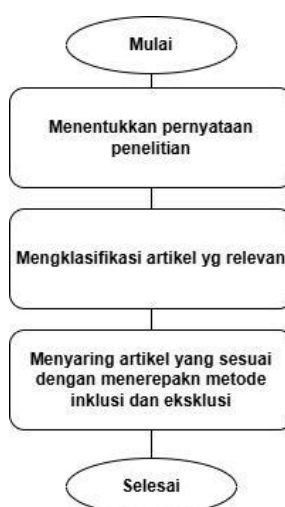 Mulai
Menentukkan pernyataan
penelitian
Mengklasifikasi artikel yg relevan
Menyaring artikel yang sesuai
dengan menerepakn metode
inklusi dan eksklusi
Selesai